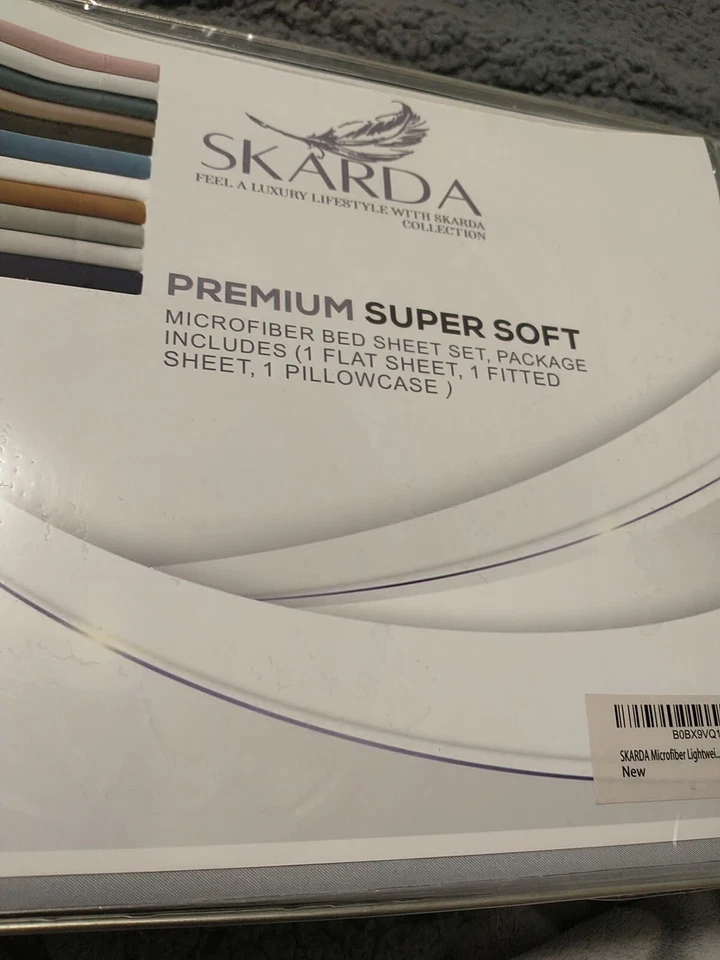 SKARDA
FEEL A LUXURY LIFESTYLE WITH SKARDA
COLLECTION
PREMIUM SUPER SOFT
MICROFIBER BED SHEET SET, PACKAGE
INCLUDES (1 FLAT SHEET, 1 FITTED
SHEET, 1 PILLOWCASE )
B0BX9VQ1
SKARDA Microfiber Lightwei...
New